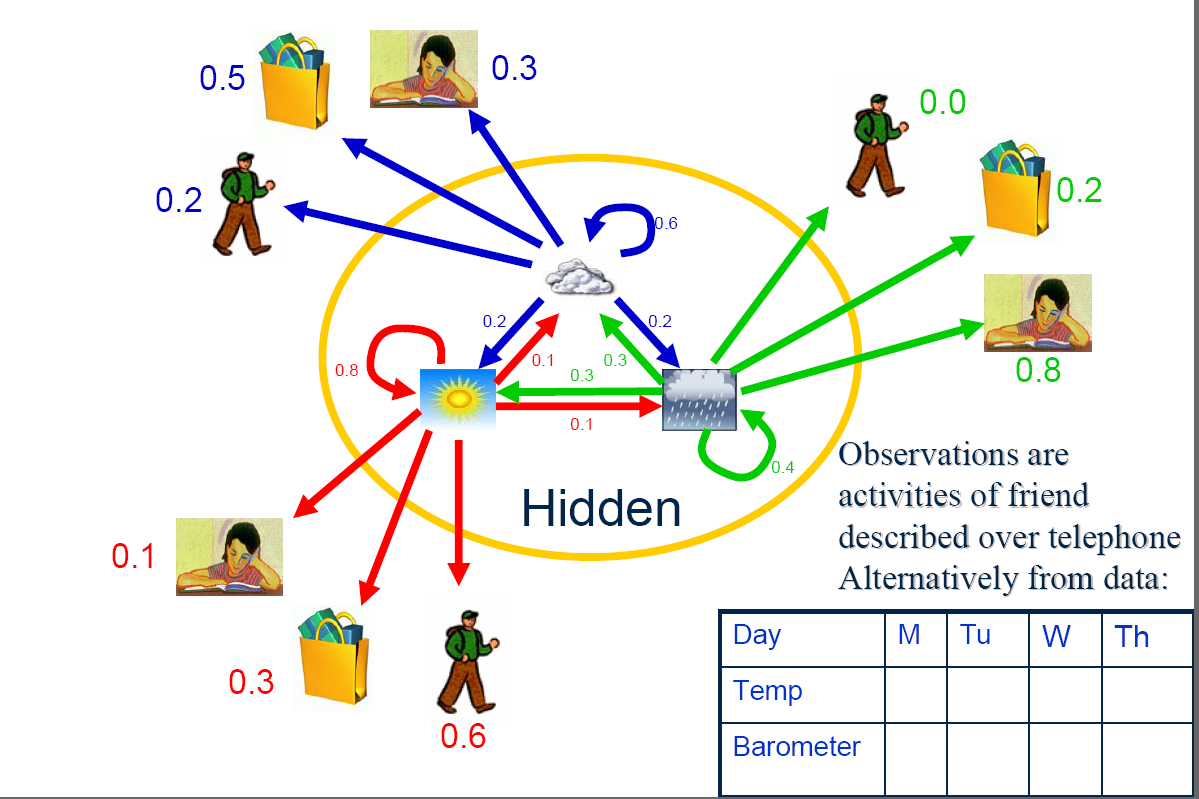 0.5
0.3
0.2
0.0
0.2
0.8
0.6
0.2
0.2
0.8
0.1
0.3
0.3
0.1
0.4
Hidden
0.1
0.3
0.6
Observations are
activities of friend
described over telephone
Alternatively from data:
Day M Tu W Th
Temp
Barometer